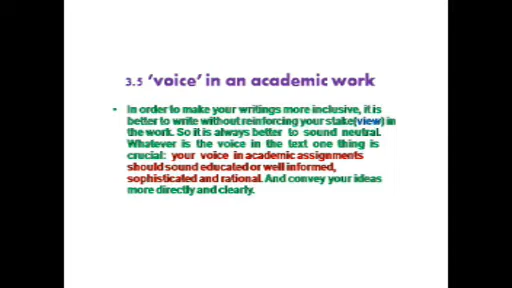 3.5 ‘voice’ in an academic work
• In order to make your writings more inclusive, it is
better to write without reinforcing your stake(view) in
the work. So it is always better to sound neutral.
Whatever is the voice in the text one thing is
crucial: your voice in academic assignments
should sound educated or well informed,
sophisticated and rational. And convey your ideas
more directly and clearly.